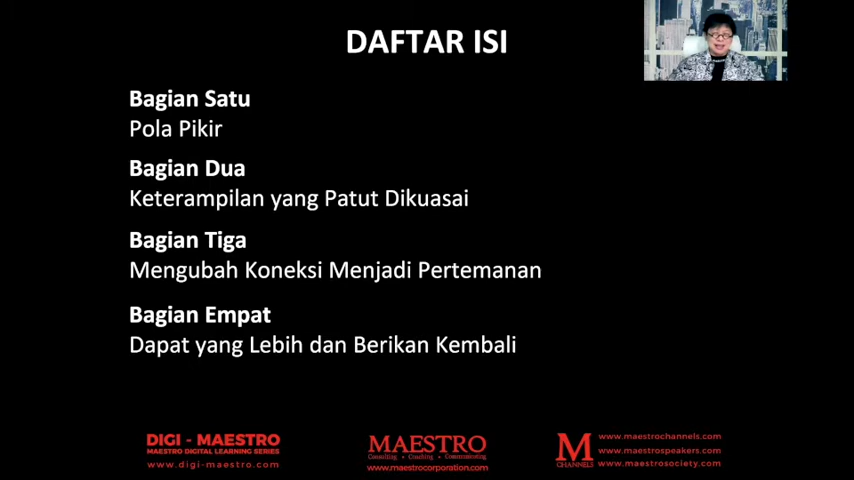 DAFTAR ISI
Bagian Satu
Pola Pikir
Bagian Dua
Keterampilan yang Patut Dikuasai
Bagian Tiga
Mengubah Koneksi Menjadi Pertemanan
Bagian Empat
Dapat yang Lebih dan Berikan Kembali
DIGI - MAESTRO
MAESTRO DIGITAL LEARNING SERIES
www.digi-maestro.com
MAESTRO
Consulting • Coaching • Commentating
www.maestrocorporation.com
M
CHANNELS
www.maestrochannels.com
www.maestrospeakers.com
www.maestrosociety.com